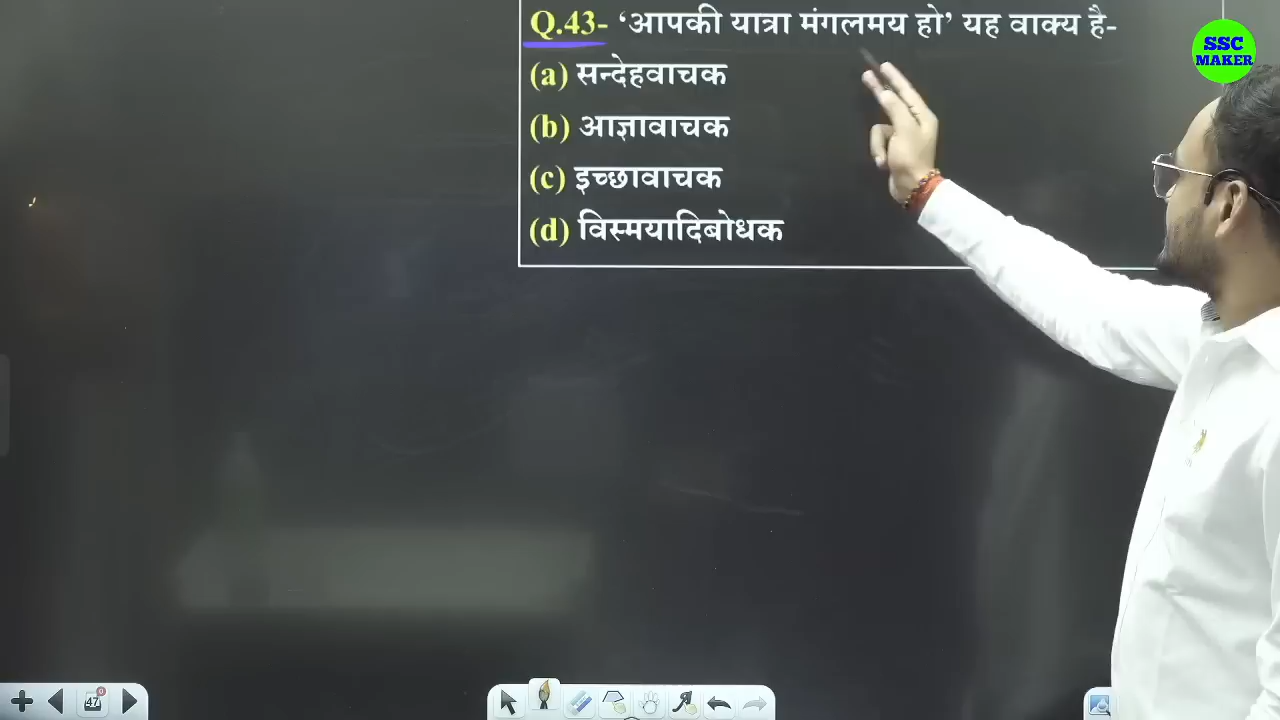 Q.43- ‘आपकी यात्रा मंगलमय हो’ यह वाक्य है-
(a) सन्देहवाचक
(b) आज्ञावाचक
(c) इच्छावाचक
(d) विस्मयादिबोधक
SSC
MAKER
47